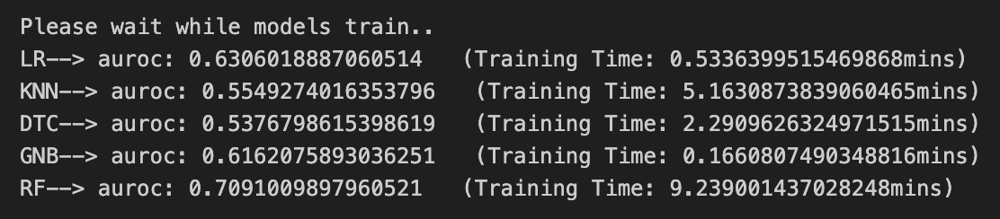 Please wait while models train..
LR--> auroc: 0.6306018887060514   (Training Time: 0.5336399515469868mins)
KNN--> auroc: 0.5549274016353796   (Training Time: 5.1630873839060465mins)
DTC--> auroc: 0.5376798615398619   (Training Time: 2.2909626324971515mins)
GNB--> auroc: 0.6162075893036251   (Training Time: 0.1660807490348816mins)
RF--> auroc: 0.7091009897960521   (Training Time: 9.239001437028248mins)